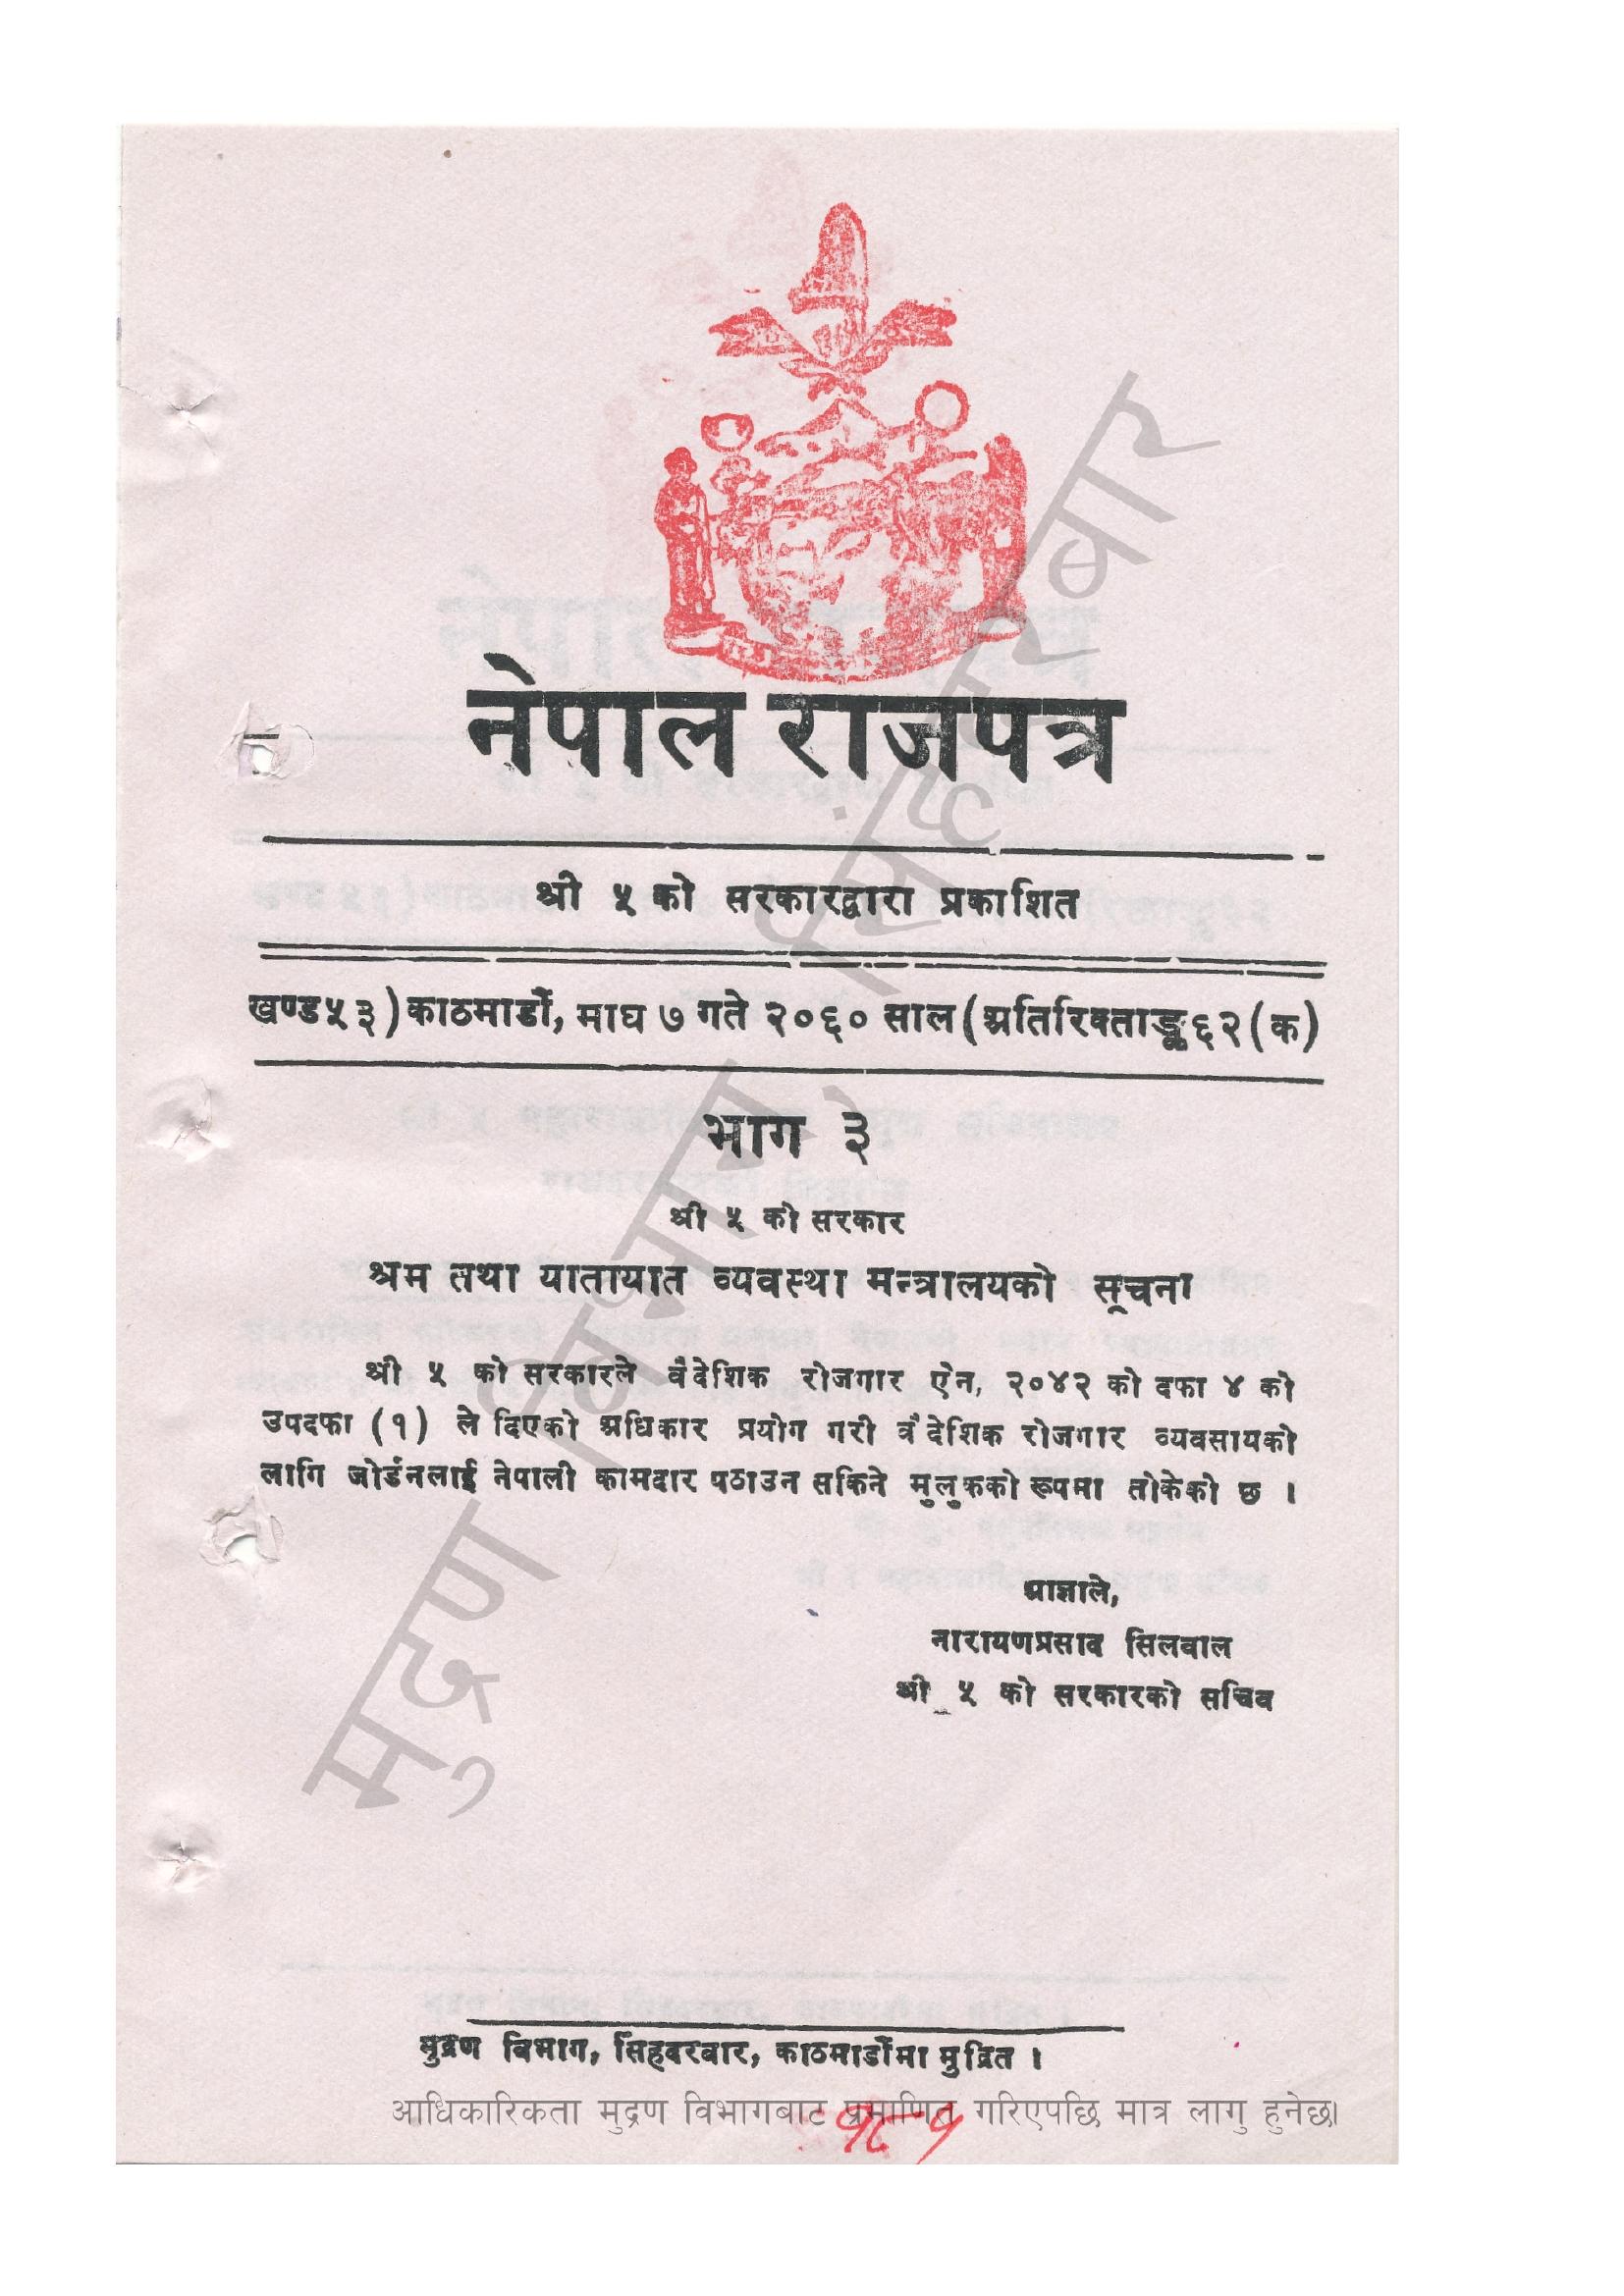 नेपाल राजपत्र
श्री ५ को सरकारद्वारा प्रकाशित
खण्ड ५३) काठमाडौं, माघ ७ गते २०६० साल (अतिरिक्ताङ्क ६२ (क)
भाग ३
श्री ५ को सरकार
श्रम तथा यातायात व्यवस्था मन्त्रालयको सूचना
श्री ५ को सरकारले वैदेशिक रोजगार ऐन, २०४२ को दफा ४ को
उपदफा (१) ले दिएको अधिकार प्रयोग गरी वैदेशिक रोजगार व्यवसायको
लागि जोर्डनलाई नेपाली कामदार पठाउन सकिने मुलुकको रूपमा तोकेको छ ।
आज्ञाले,
नारायणप्रसाद सिलवाल
श्री ५ को सरकारको सचिव
मुद्रण विभाग, सिंहदरबार, काठमाडौंमा मुद्रित ।
आधिकारिकता मुद्रण विभागबाट प्रमाणित गरिएपछि मात्र लागु हुनेछ।
मुद्रण विभाग, सिंहदरबार